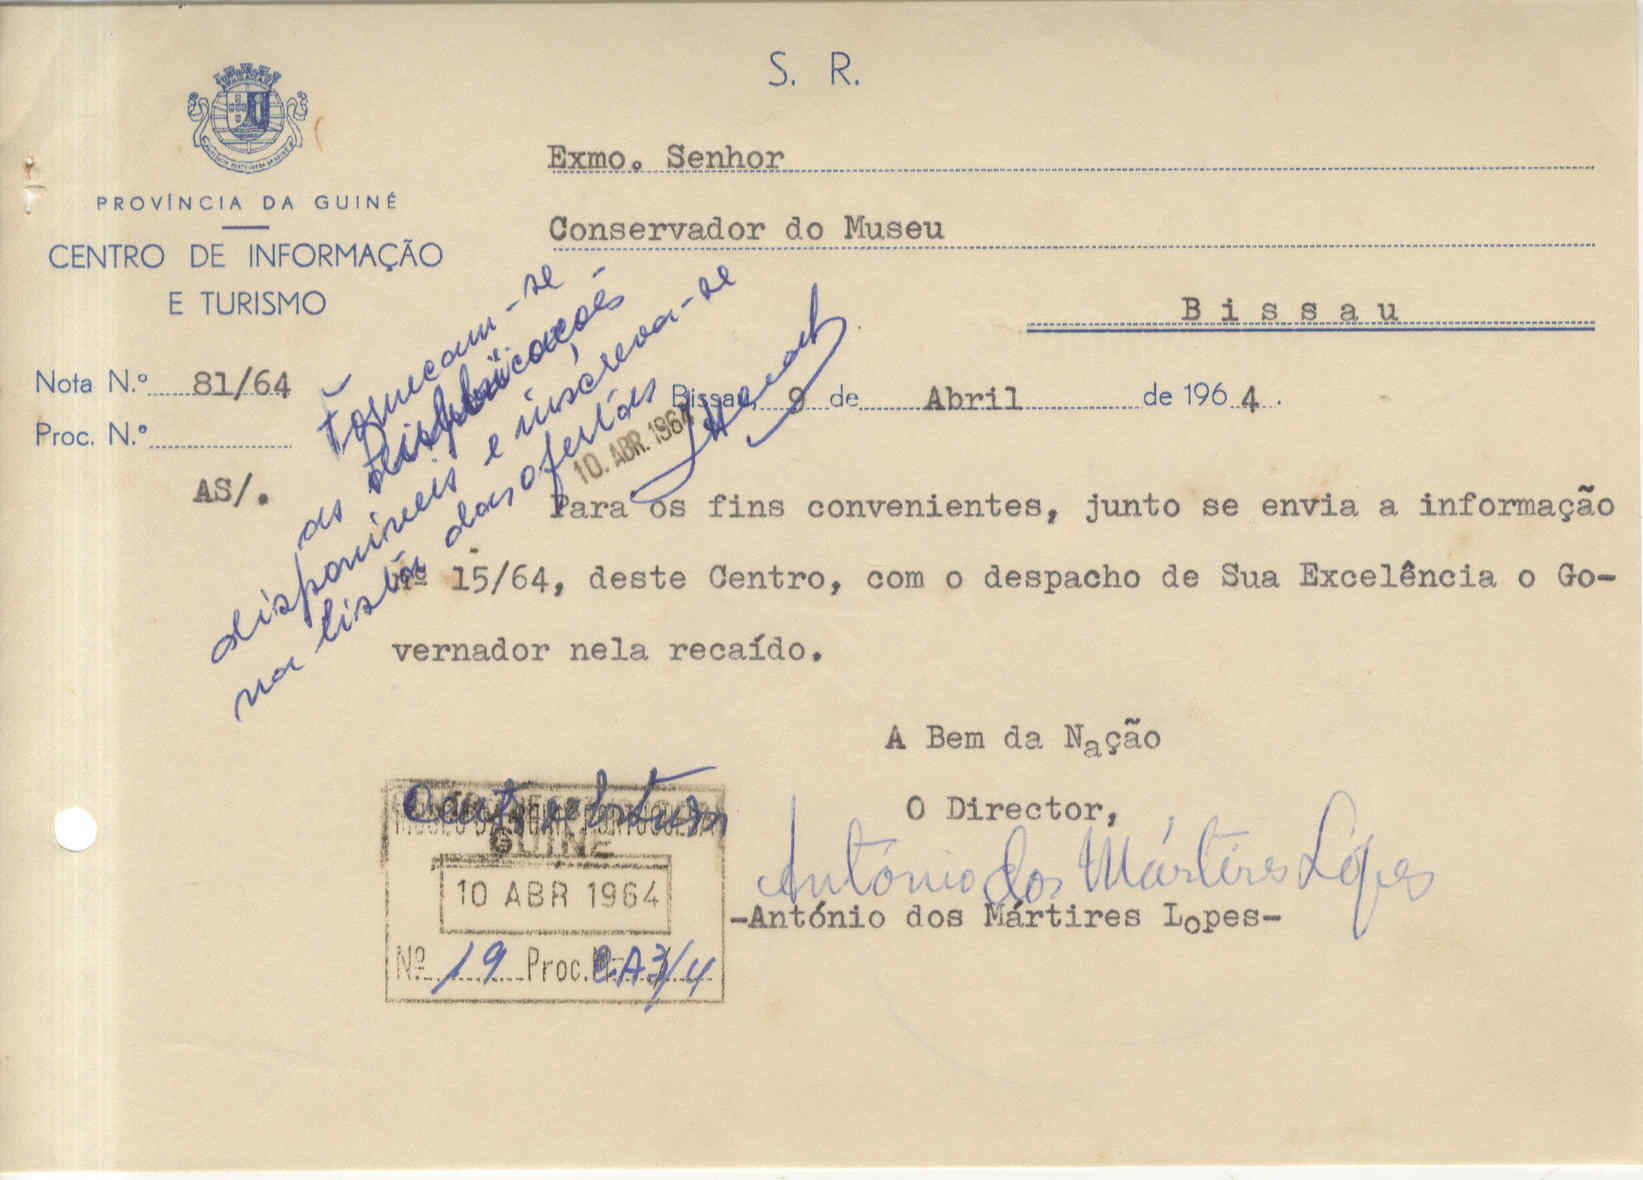 S. R.
PROVÍNCIA DA GUINÉ
CENTRO DE INFORMAÇÃO
E TURISMO
Exmo. Senhor
Conservador do Museu
Bissau
Nota N.º 81/64
Proc. N.º
Bissau, 9 de Abril de 1964.
AS/.
Forneçam-se
as publicações
disponíveis e inscreva-se
na lista das ofertas
10. ABR. 1964
Para os fins convenientes, junto se envia a informação
nº 15/64, deste Centro, com o despacho de Sua Excelência o Go-
vernador nela recaído.
A Bem da Nação
O Director,
António dos Mártires Lopes
-António dos Mártires Lopes-
GUINÉ
10 ABR 1964
Nº 19 Proc. A3/4